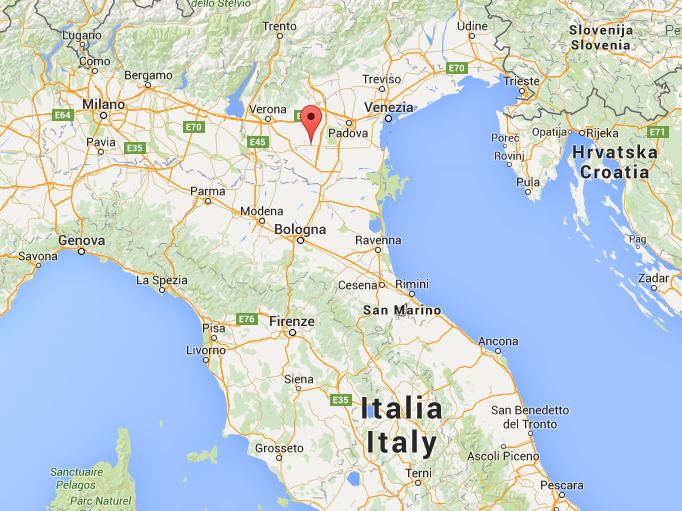 dello Stelvio
Lugano
Trento
Udine
Slovenija
Slovenia
Como
Bergamo
Treviso
E70
Trieste
Milano
E64
Verona
Venezia
E70
Padova
Opatija
Rijeka
E71
Pavia
E35
E45
Poreč
Rovinj
Hrvatska
Croatia
Parma
Pula
Modena
Bologna
Genova
Ravenna
Pag
Savona
La Spezia
Cesena
Rimini
Zadar
San Marino
Pisa
E76
Firenze
Livorno
Ancona
Siena
E35
Italia
Italy
San Benedetto
del Tronto
Grosseto
Ascoli Piceno
Santuaire
Pelagos
Parc Naturel
Terni
Pescara